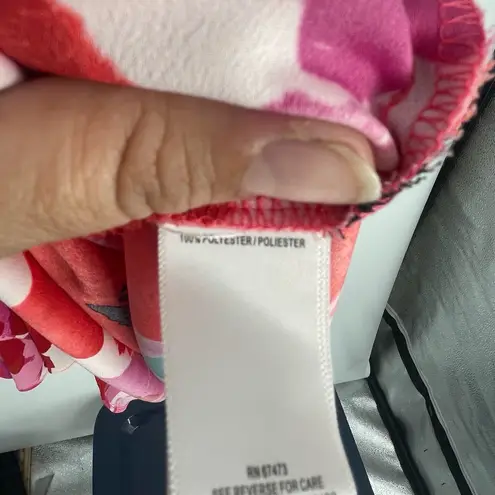 100% POLYESTER / POLIESTER
RN 67473
SEE REVERSE FOR CARE